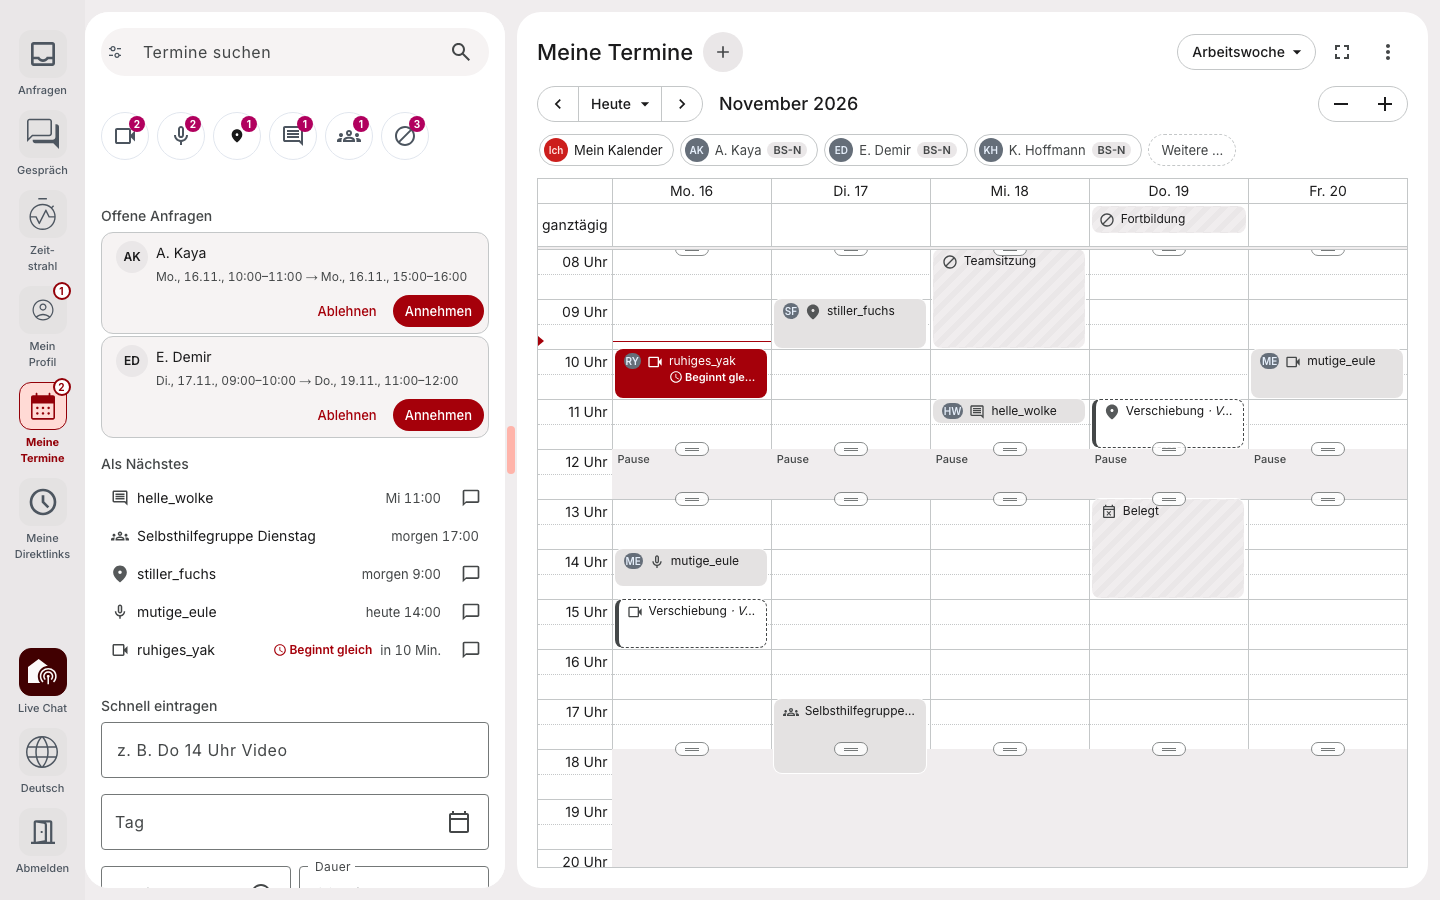 Anfragen
Gespräch
Zeit-
strahl
1
Mein
Profil
2
Meine
Termine
Meine
Direktlinks
Live Chat
Deutsch
Abmelden
Termine suchen
2
2
1
1
1
3
Offene Anfragen
AK
A. Kaya
Mo., 16.11., 10:00–11:00 → Mo., 16.11., 15:00–16:00
Ablehnen
Annehmen
ED
E. Demir
Di., 17.11., 09:00–10:00 → Do., 19.11., 11:00–12:00
Ablehnen
Annehmen
Als Nächstes
helle_wolke
Mi 11:00
Selbsthilfegruppe Dienstag
morgen 17:00
stiller_fuchs
morgen 9:00
mutige_eule
heute 14:00
ruhiges_yak
Beginnt gleich
in 10 Min.
Schnell eintragen
z. B. Do 14 Uhr Video
Tag
Dauer
Meine Termine
Arbeitswoche
Heute
November 2026
Ich
Mein Kalender
AK
A. Kaya
BS-N
ED
E. Demir
BS-N
KH
K. Hoffmann
BS-N
Weitere ...
Mo. 16
Di. 17
Mi. 18
Do. 19
Fr. 20
ganztägig
Fortbildung
08 Uhr
Teamsitzung
09 Uhr
SF
stiller_fuchs
10 Uhr
RY
ruhiges_yak
Beginnt gle...
ME
mutige_eule
11 Uhr
HW
helle_wolke
Verschiebung · V...
12 Uhr
Pause
Pause
Pause
Pause
Pause
13 Uhr
Belegt
14 Uhr
ME
mutige_eule
15 Uhr
Verschiebung · V...
16 Uhr
17 Uhr
Selbsthilfegruppe...
18 Uhr
19 Uhr
20 Uhr